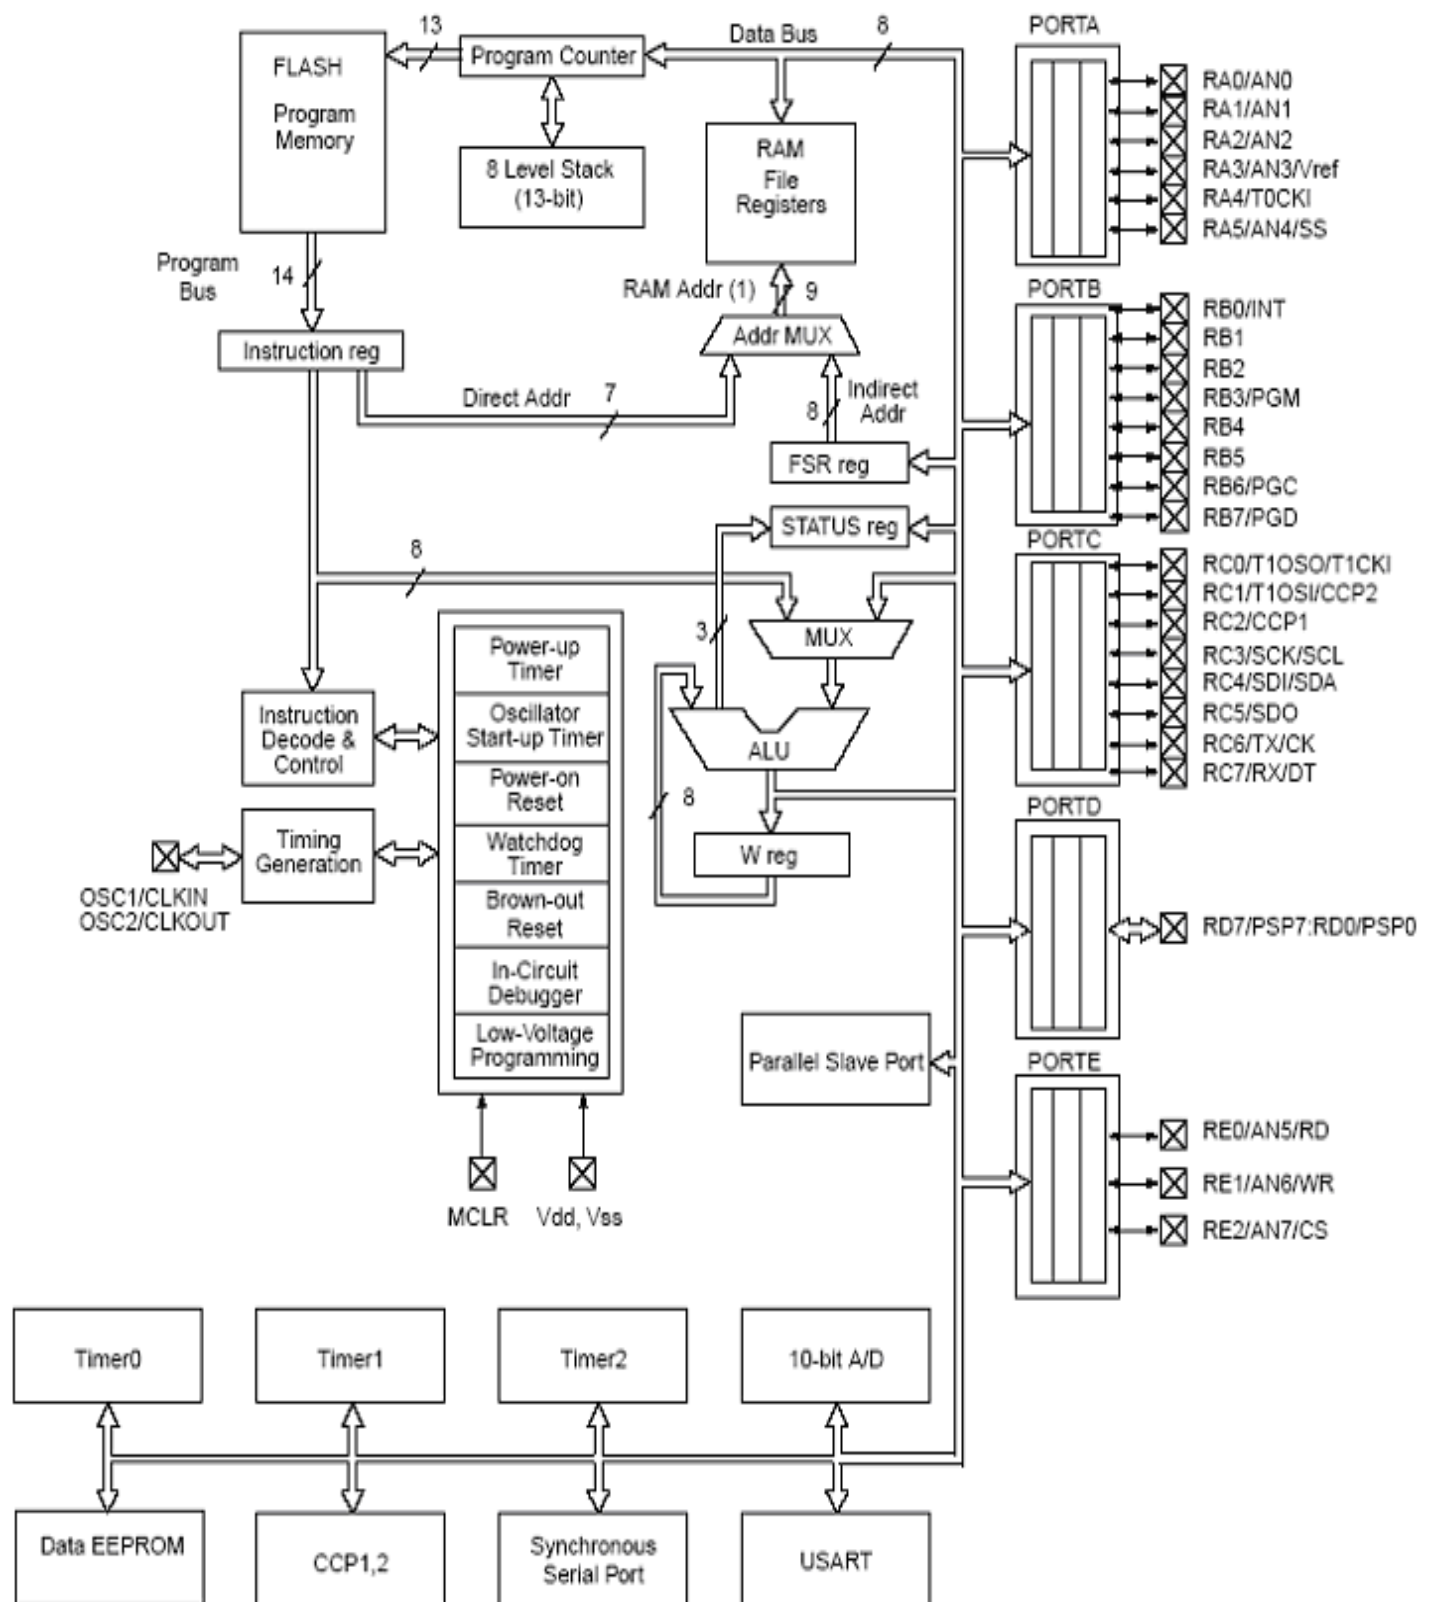 13
Data Bus
8
PORTA
FLASH
Program
Memory
Program Counter
8 Level Stack
(13-bit)
RAM
File
Registers
RA0/AN0
RA1/AN1
RA2/AN2
RA3/AN3/Vref
RA4/T0CKI
RA5/AN4/SS
Program
Bus
14
RAM Addr (1)
9
PORTB
Instruction reg
Addr MUX
Direct Addr
7
8
Indirect
Addr
FSR reg
STATUS reg
RB0/INT
RB1
RB2
RB3/PGM
RB4
RB5
RB6/PGC
RB7/PGD
PORTC
8
3
MUX
RC0/T1OSO/T1CKI
RC1/T1OSI/CCP2
RC2/CCP1
RC3/SCK/SCL
RC4/SDI/SDA
RC5/SDO
RC6/TX/CK
RC7/RX/DT
Instruction
Decode &
Control
Power-up
Timer
Oscillator
Start-up Timer
Power-on
Reset
Watchdog
Timer
Brown-out
Reset
In-Circuit
Debugger
Low-Voltage
Programming
ALU
8
W reg
Timing
Generation
OSC1/CLKIN
OSC2/CLKOUT
PORTD
RD7/PSP7:RD0/PSP0
Parallel Slave Port
PORTE
RE0/AN5/RD
RE1/AN6/WR
RE2/AN7/CS
MCLR
Vdd, Vss
Timer0
Timer1
Timer2
10-bit A/D
Data EEPROM
CCP1,2
Synchronous
Serial Port
USART